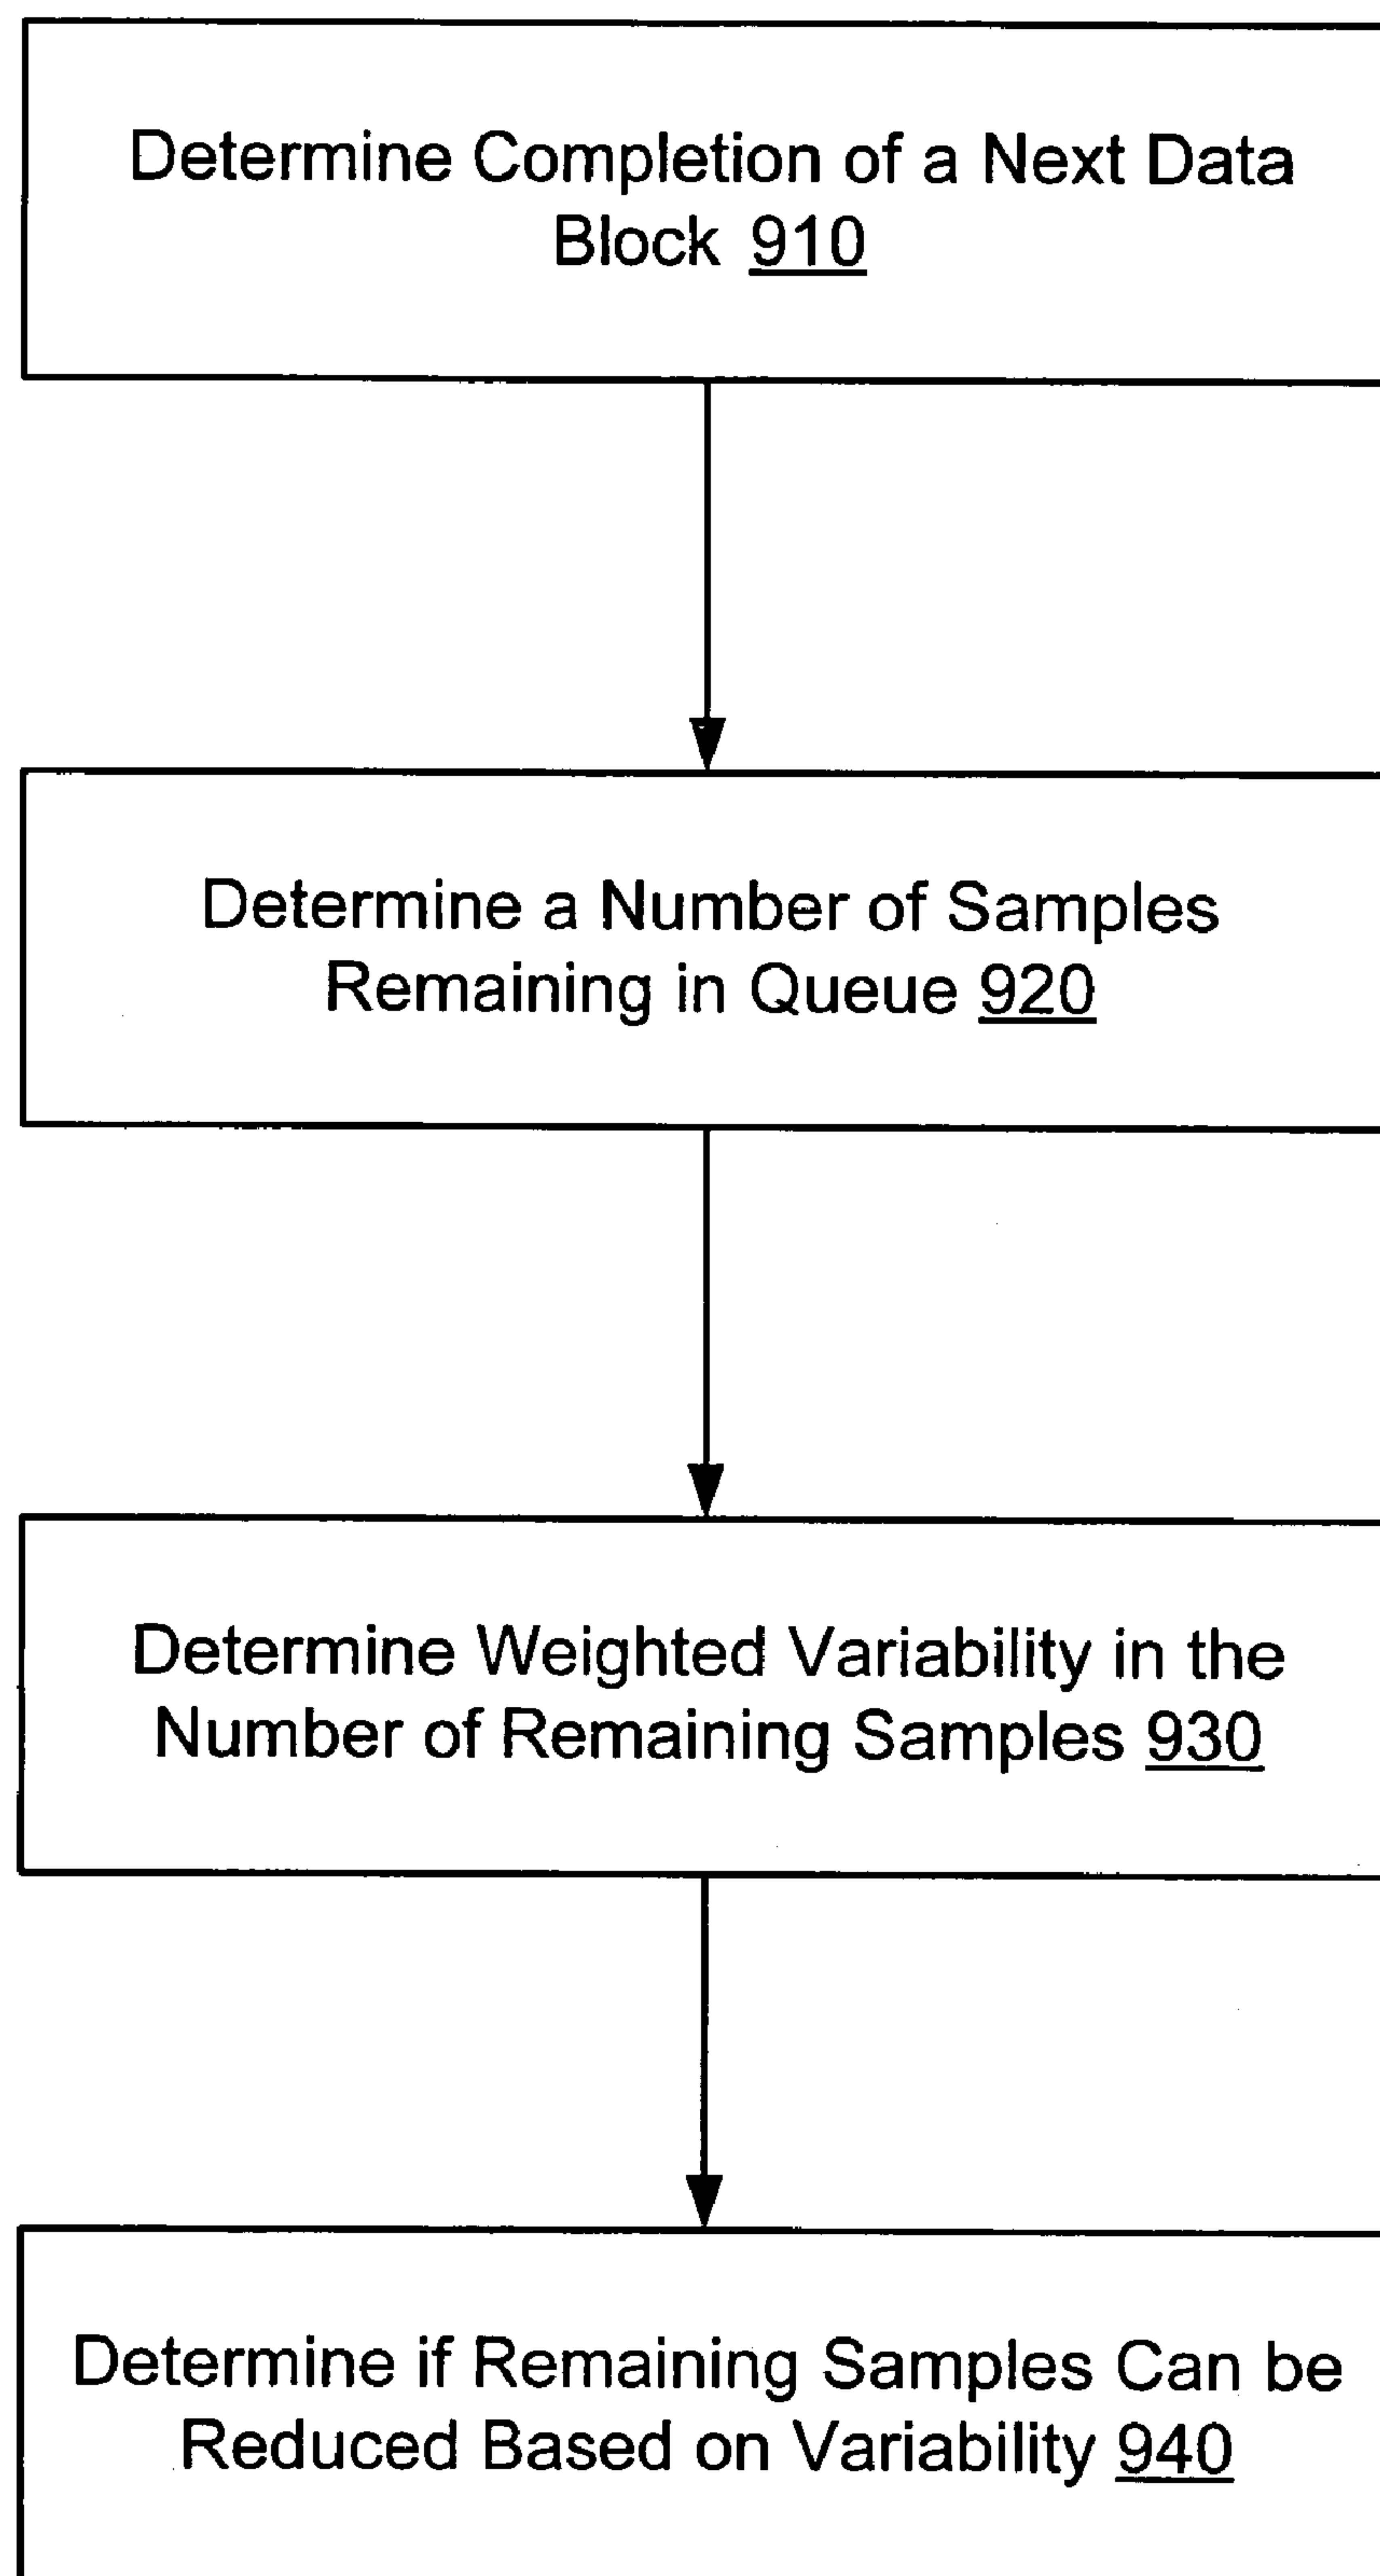 Determine Completion of a Next Data
Block 910
Determine a Number of Samples
Remaining in Queue 920
Determine Weighted Variability in the
Number of Remaining Samples 930
Determine if Remaining Samples Can be
Reduced Based on Variability 940